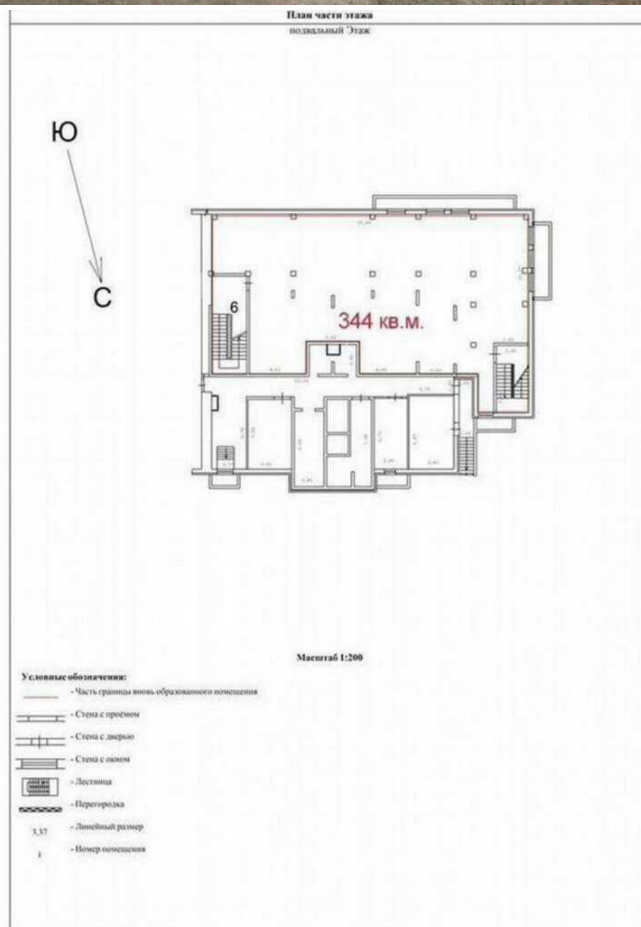 План части этажа
подвальный Этаж
Ю
С
6
344 кв.м.
Масштаб 1:200
Условные обозначения:
- Часть границы вновь образованного помещения
- Стена с проёмом
- Стена с дверью
- Стена с окном
- Лестница
- Перегородка
3,37 - Линейный размер
1 - Номер помещения